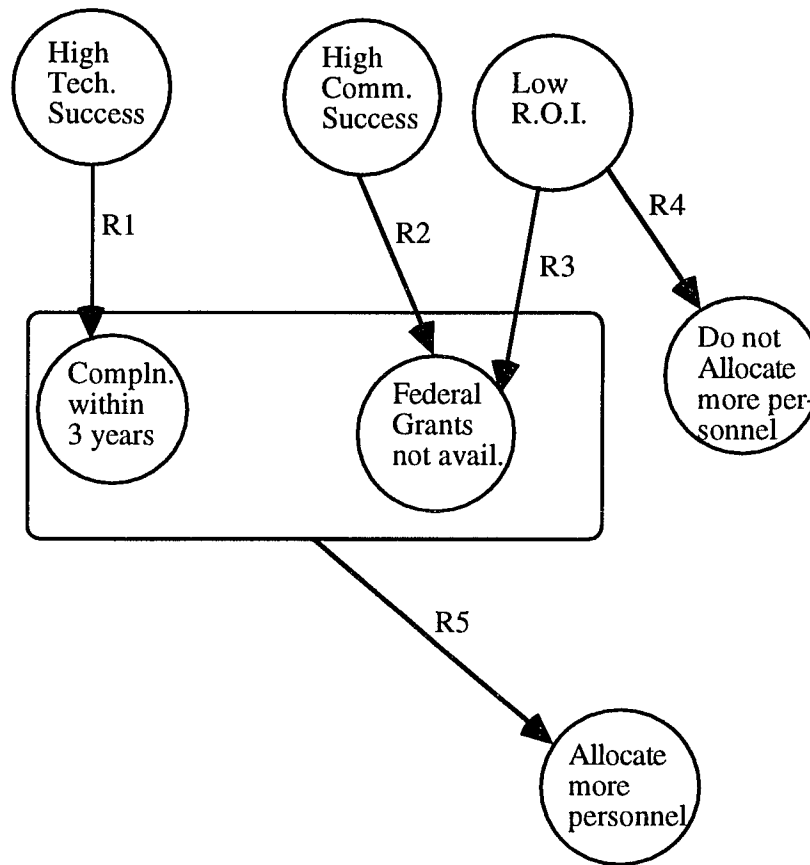 High
Tech.
Success
High
Comm.
Success
Low
R.O.I.
R1
R2
R3
R4
Compln.
within
3 years
Federal
Grants
not avail.
Do not
Allocate
more per-
sonnel
R5
Allocate
more
personnel